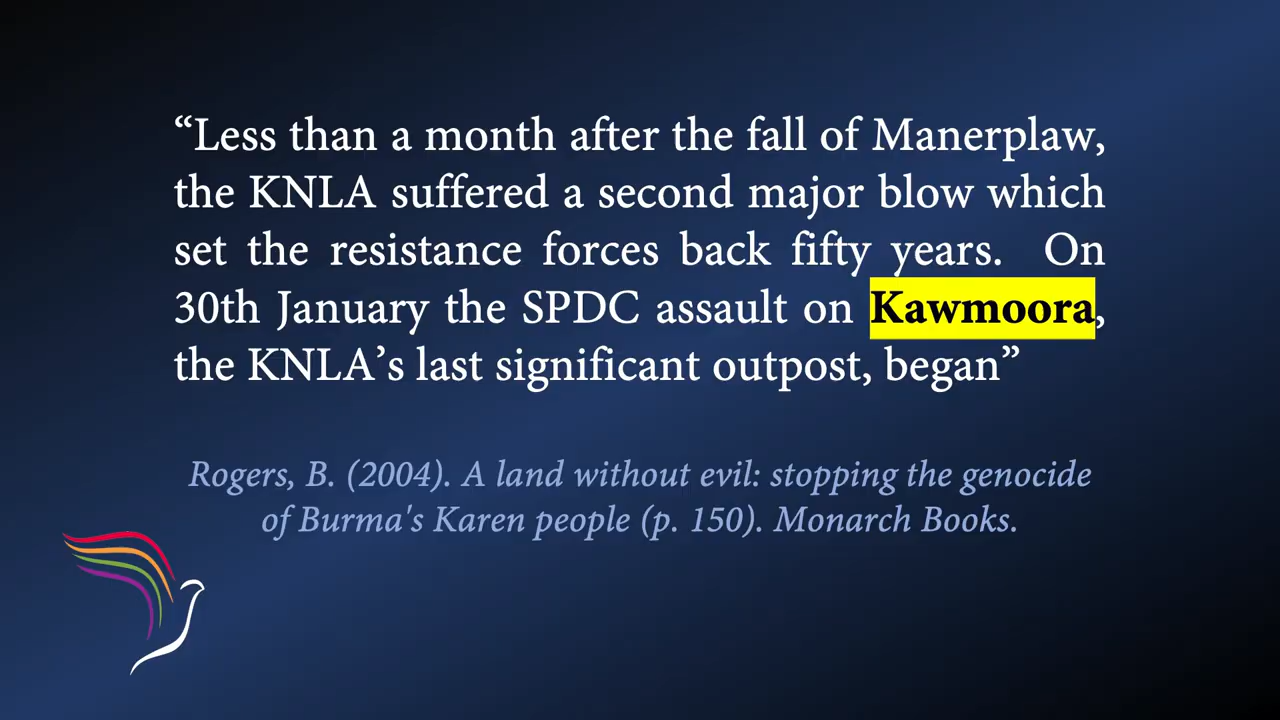 “Less than a month after the fall of Manerplaw,
the KNLA suffered a second major blow which
set the resistance forces back fifty years.  On
30th January the SPDC assault on Kawmoora,
the KNLA’s last significant outpost, began”
Rogers, B. (2004). A land without evil: stopping the genocide
of Burma's Karen people (p. 150). Monarch Books.